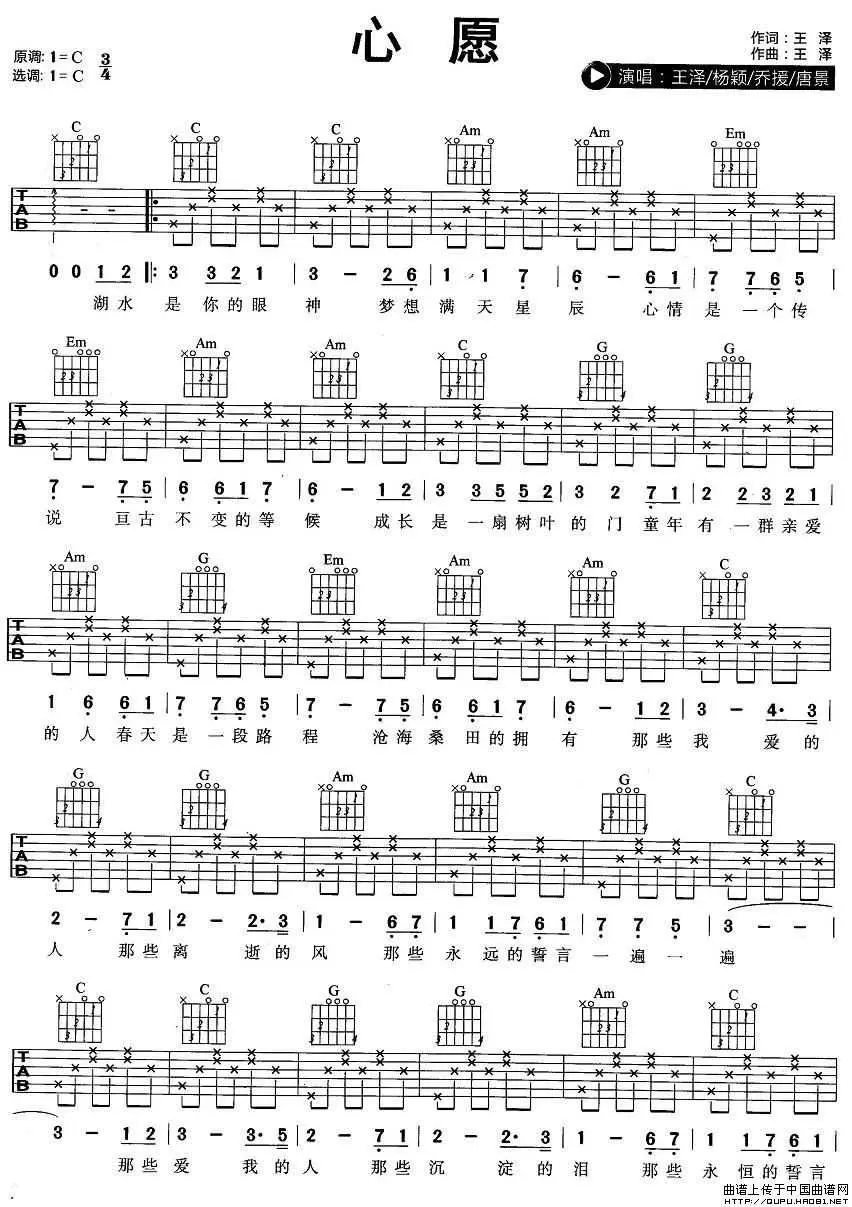 心愿
作词：王 泽
作曲：王 泽
原调: 1=C 3/4
选调: 1=C
演唱：王泽/杨颖/乔援/唐景
C C C Am Am Em
T A B
0 0 1 2 |: 3 3 2 1 | 3 - 2 6 | 1 1 7 | 6 - 6 1 | 7 7 6 5 |
湖水 是 你的眼 神 梦想 满 天 星 辰 心情 是 一个 传
Em Am Am C G G
T A B
7 - 7 5 | 6 6 1 7 | 6 - 1 2 | 3 3 5 5 2 | 3 2 7 1 | 2 2 3 2 1 |
说 亘古 不 变的等 候 成长 是 一扇树叶 的 门 童年 有 一群亲爱
Am G Em Am Am C
T A B
1 6 6 1 | 7 7 6 5 | 7 - 7 5 | 6 6 1 7 | 6 - 1 2 | 3 - 4· 3 |
的 人 春天 是 一段 路 程 沧海 桑 田的拥 有 那些 我 爱的
G G Am Am G C
T A B
2 - 7 1 | 2 - 2· 3 | 1 - 6 7 | 1 1 7 6 1 | 7 7 5 | 3 - - |
人 那些 离 逝的 风 那些 永 远的誓言 一 遍 一 遍
C C G G Am C
T A B
3 - 1 2 | 3 - 3· 5 | 2 - 7 1 | 2 - 2· 3 | 1 - 6 7 | 1 1 7 6 1 |
那些 爱 我的 人 那些 沉 淀的 泪 那些 永 恒的誓言
曲谱上传于中国曲谱网
HTTP://QUPU.HAO81.NET